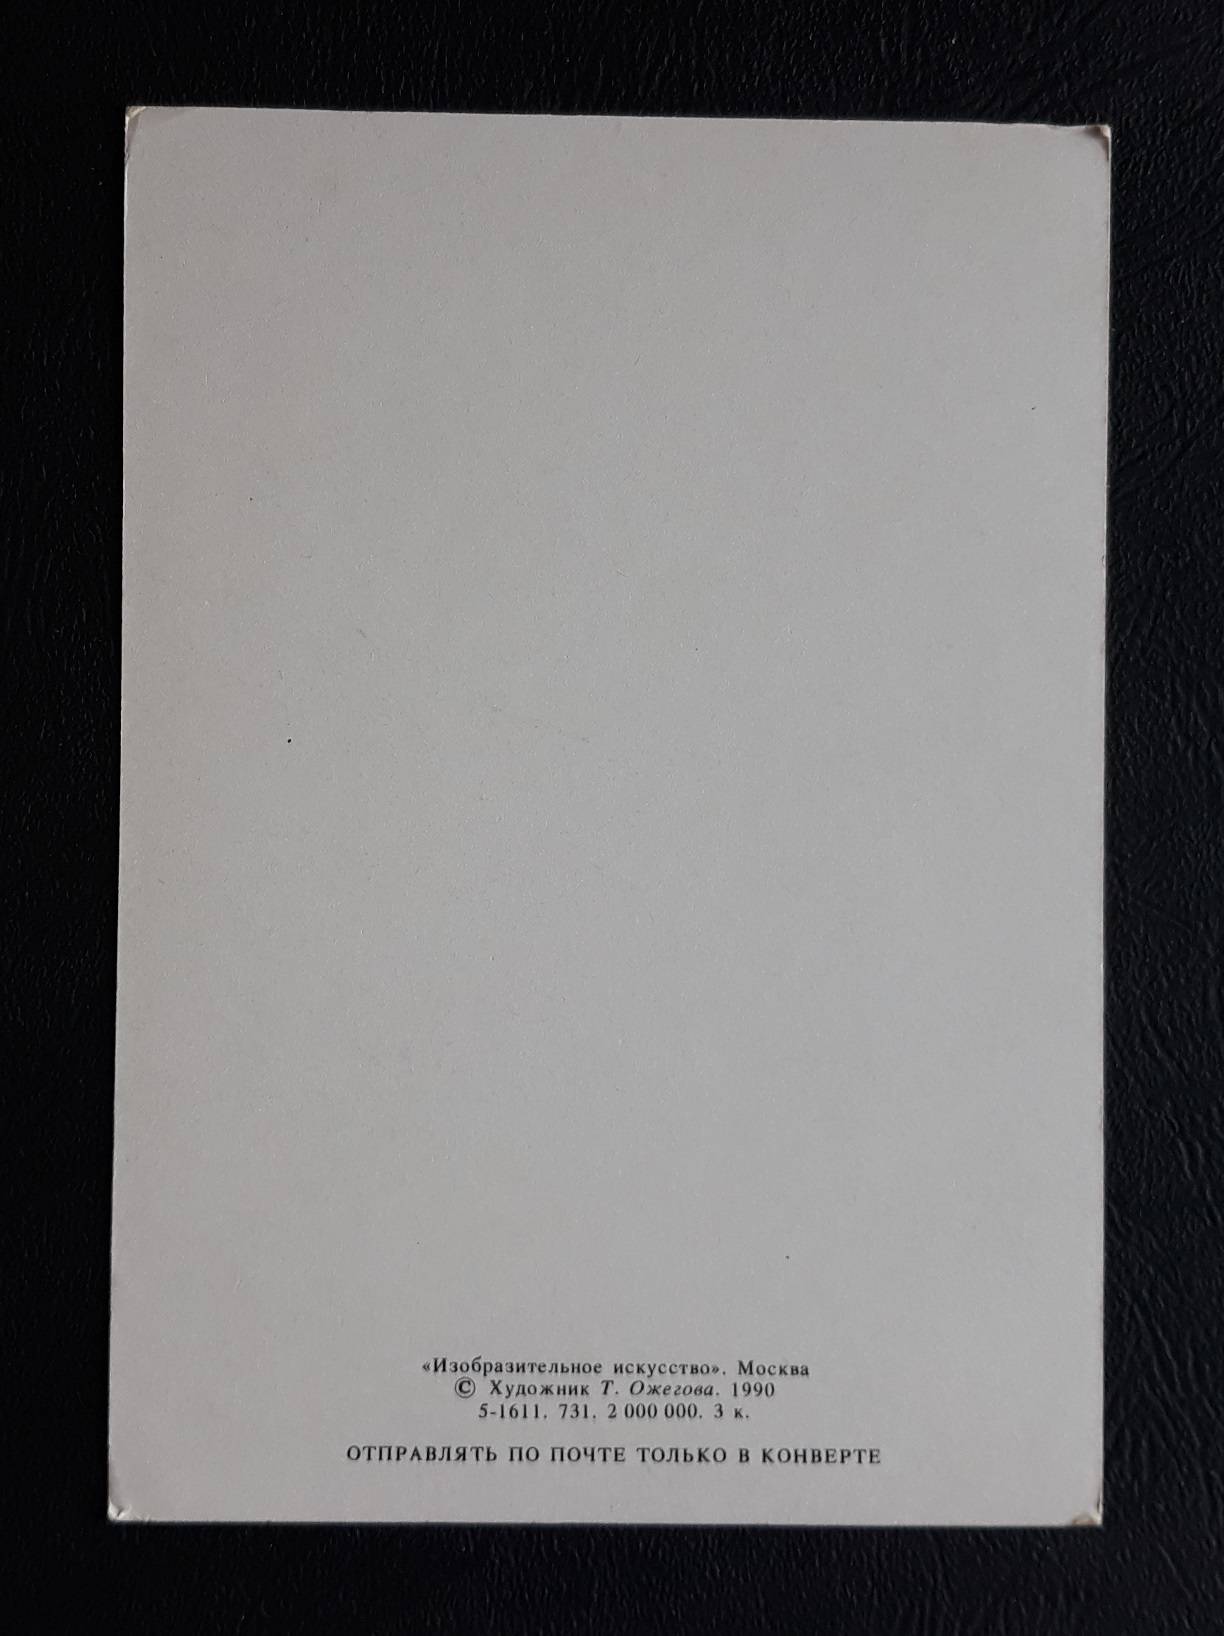 «Изобразительное искусство». Москва
© Художник Т. Ожегова. 1990
5-1611. 731. 2 000 000. 3 к.
ОТПРАВЛЯТЬ ПО ПОЧТЕ ТОЛЬКО В КОНВЕРТЕ